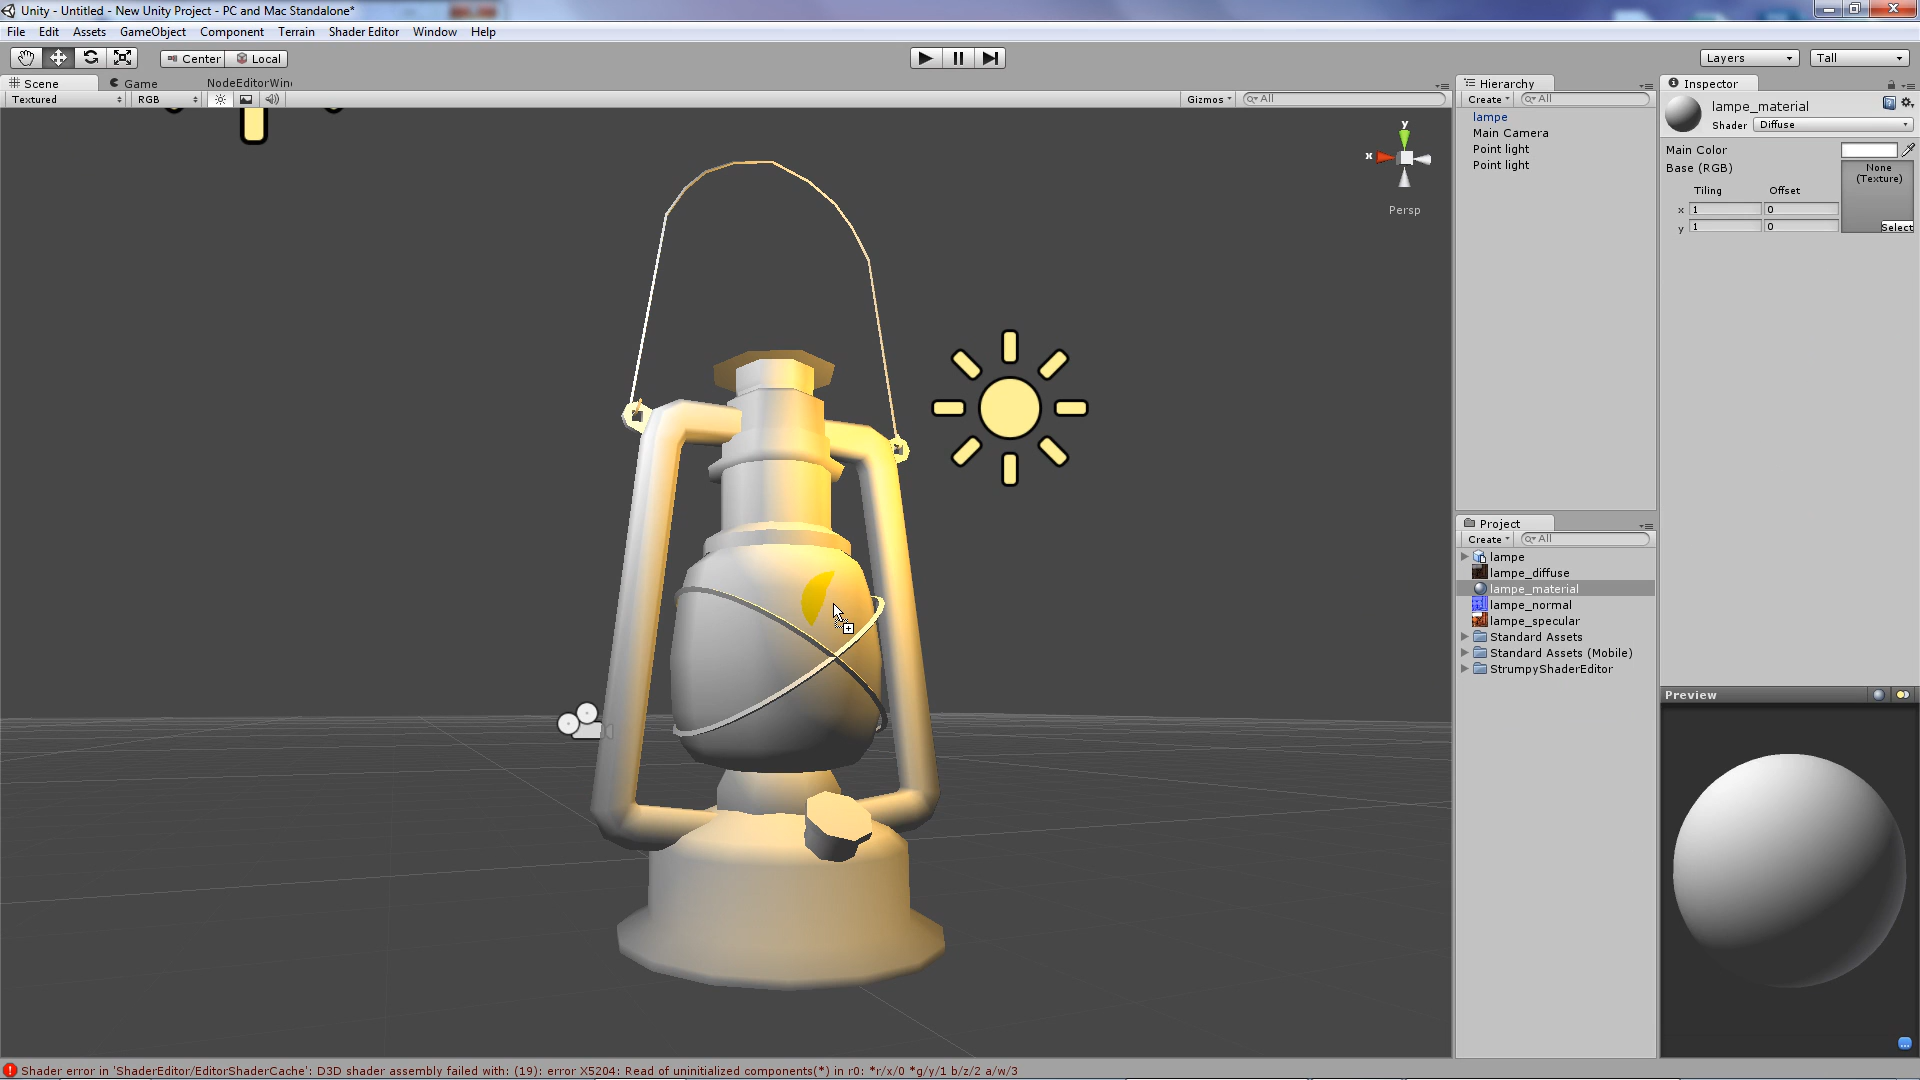 Unity - Untitled - New Unity Project - PC and Mac Standalone*
File Edit Assets GameObject Component Terrain Shader Editor Window Help
Center Local Layers Tall
Scene Game NodeEditorWin
Textured RGB Gizmos All
y
x
Persp
Hierarchy
Create All
lampe
Main Camera
Point light
Point light
Project
Create All
lampe
lampe_diffuse
lampe_material
lampe_normal
lampe_specular
Standard Assets
Standard Assets (Mobile)
StrumpyShaderEditor
Inspector
lampe_material
Shader Diffuse
Main Color
Base (RGB)
None
(Texture)
Tiling Offset
x 1 0
y 1 0
Select
Preview
Shader error in 'ShaderEditor/EditorShaderCache': D3D shader assembly failed with: (19): error X5204: Read of uninitialized components(*) in r0: *r/x/0 *g/y/1 b/z/2 a/w/3